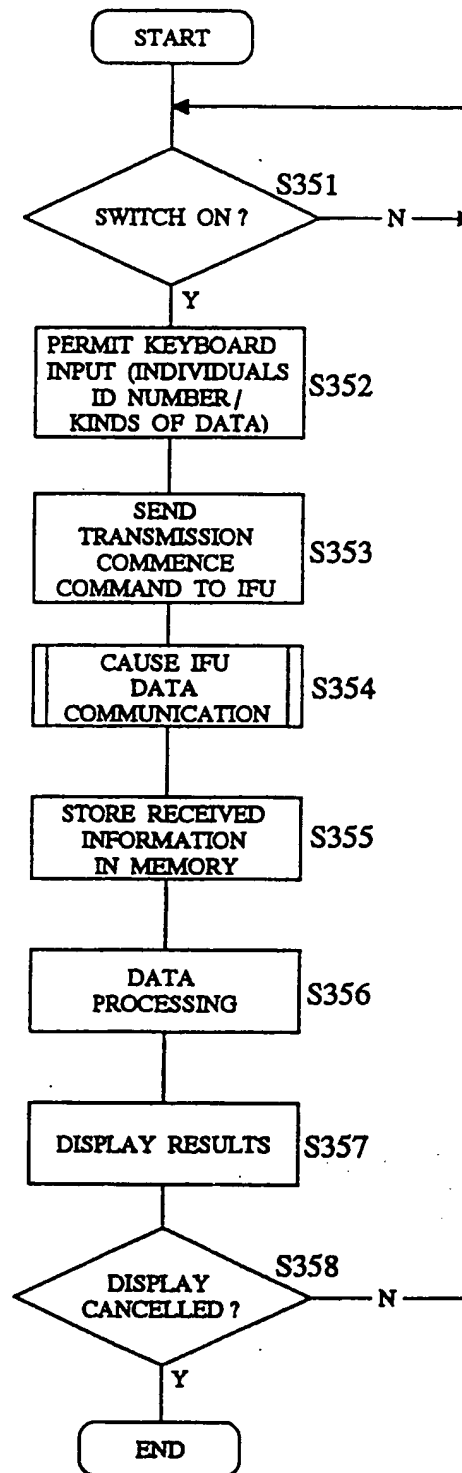 START
S351
SWITCH ON ?
N
Y
PERMIT KEYBOARD
INPUT (INDIVIDUALS
ID NUMBER /
KINDS OF DATA)
S352
SEND
TRANSMISSION
COMMENCE
COMMAND TO IFU
S353
CAUSE IFU
DATA
COMMUNICATION
S354
STORE RECEIVED
INFORMATION
IN MEMORY
S355
DATA
PROCESSING
S356
DISPLAY RESULTS
S357
S358
DISPLAY
CANCELLED ?
N
Y
END